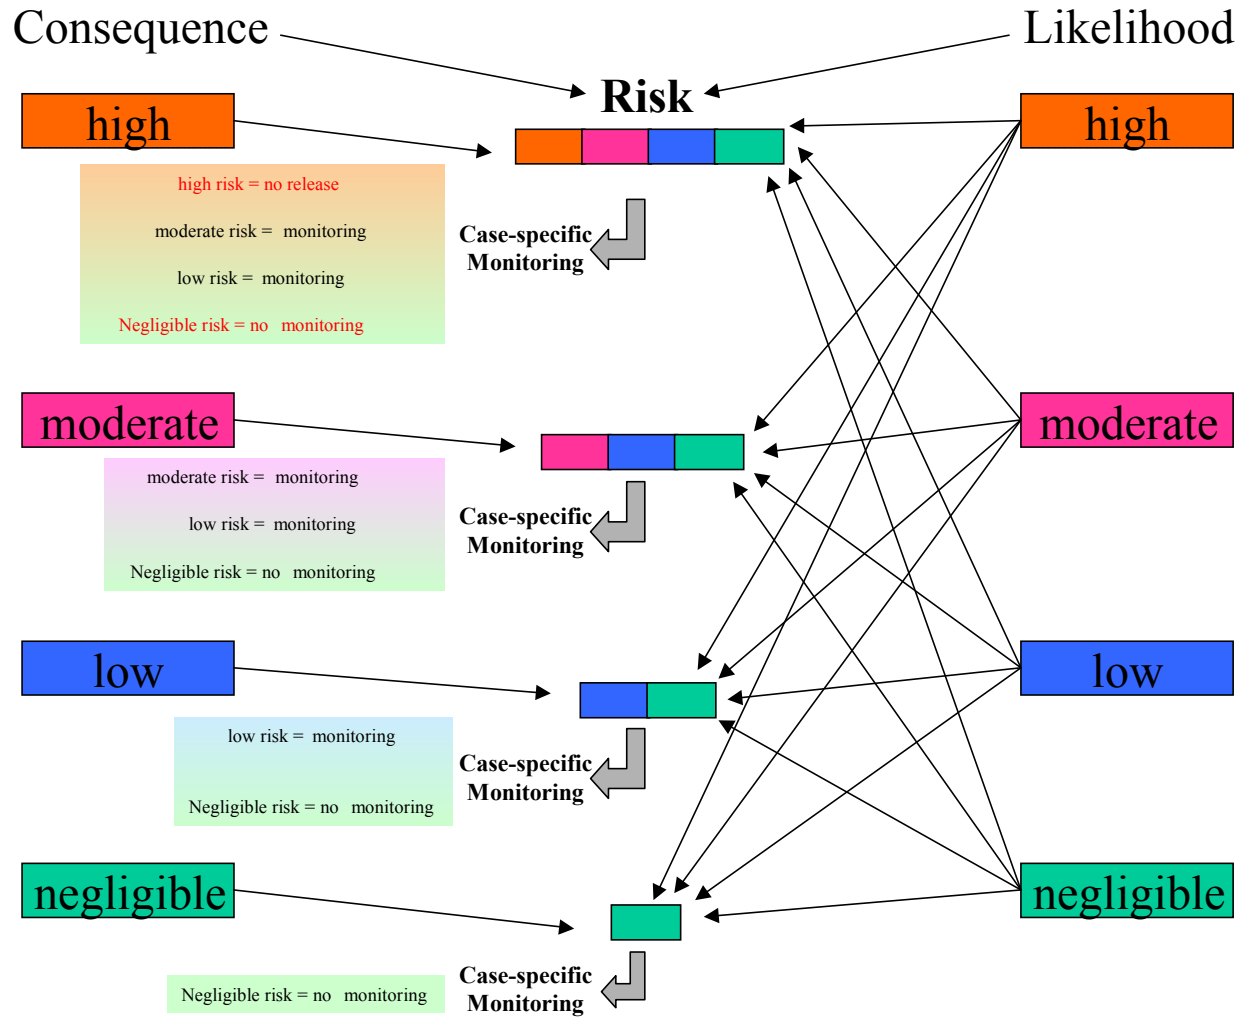 Consequence
Likelihood
Risk
high
high
high risk = no release
moderate risk = monitoring
low risk = monitoring
Negligible risk = no monitoring
Case-specific
Monitoring
moderate
moderate
moderate risk = monitoring
low risk = monitoring
Negligible risk = no monitoring
Case-specific
Monitoring
low
low
low risk = monitoring
Negligible risk = no monitoring
Case-specific
Monitoring
negligible
negligible
Negligible risk = no monitoring
Case-specific
Monitoring